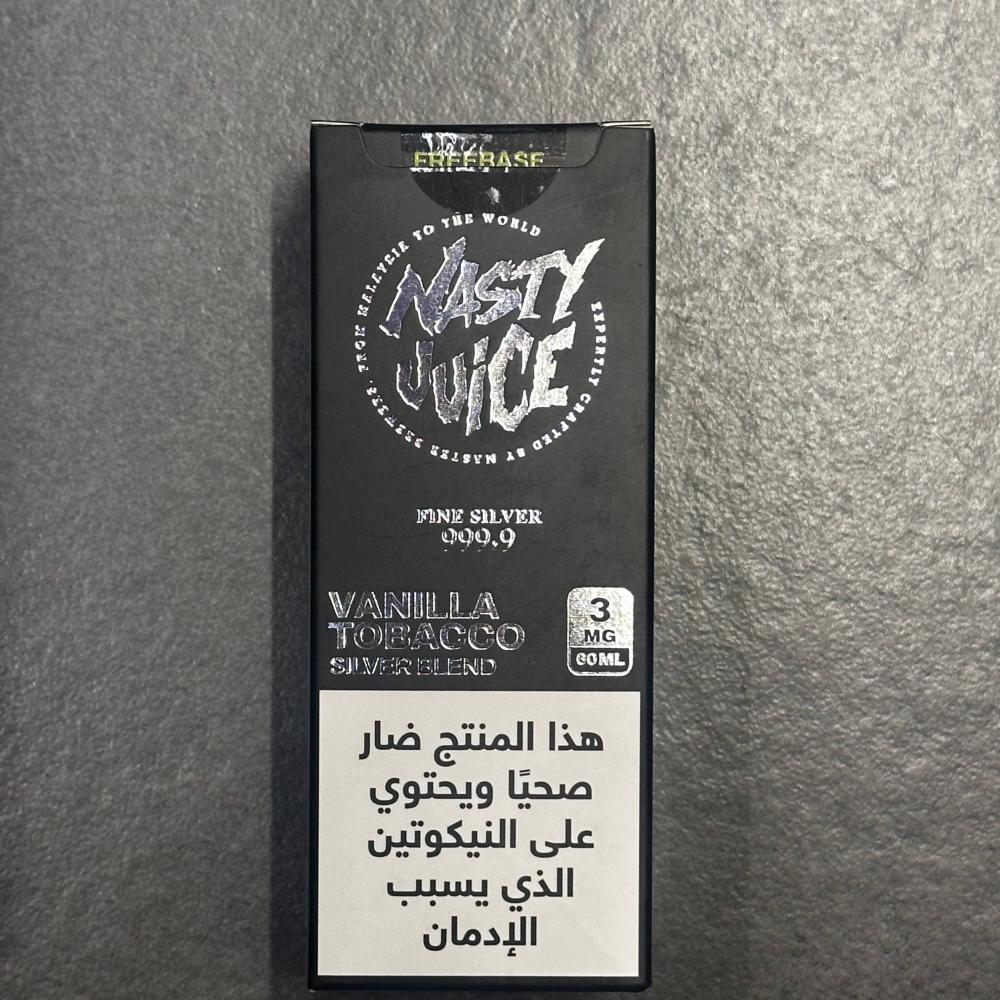 FREEBASE
FROM MALAYSIA TO THE WORLD
NASTY
JUICE
EXPERTLY CRAFTED BY MASTER BREWERS.
FINE SILVER
999.9
VANILLA
TOBACCO
SILVER BLEND
3
MG
60ML
هذا المنتج ضار
صحيًا ويحتوي
على النيكوتين
الذي يسبب
الإدمان